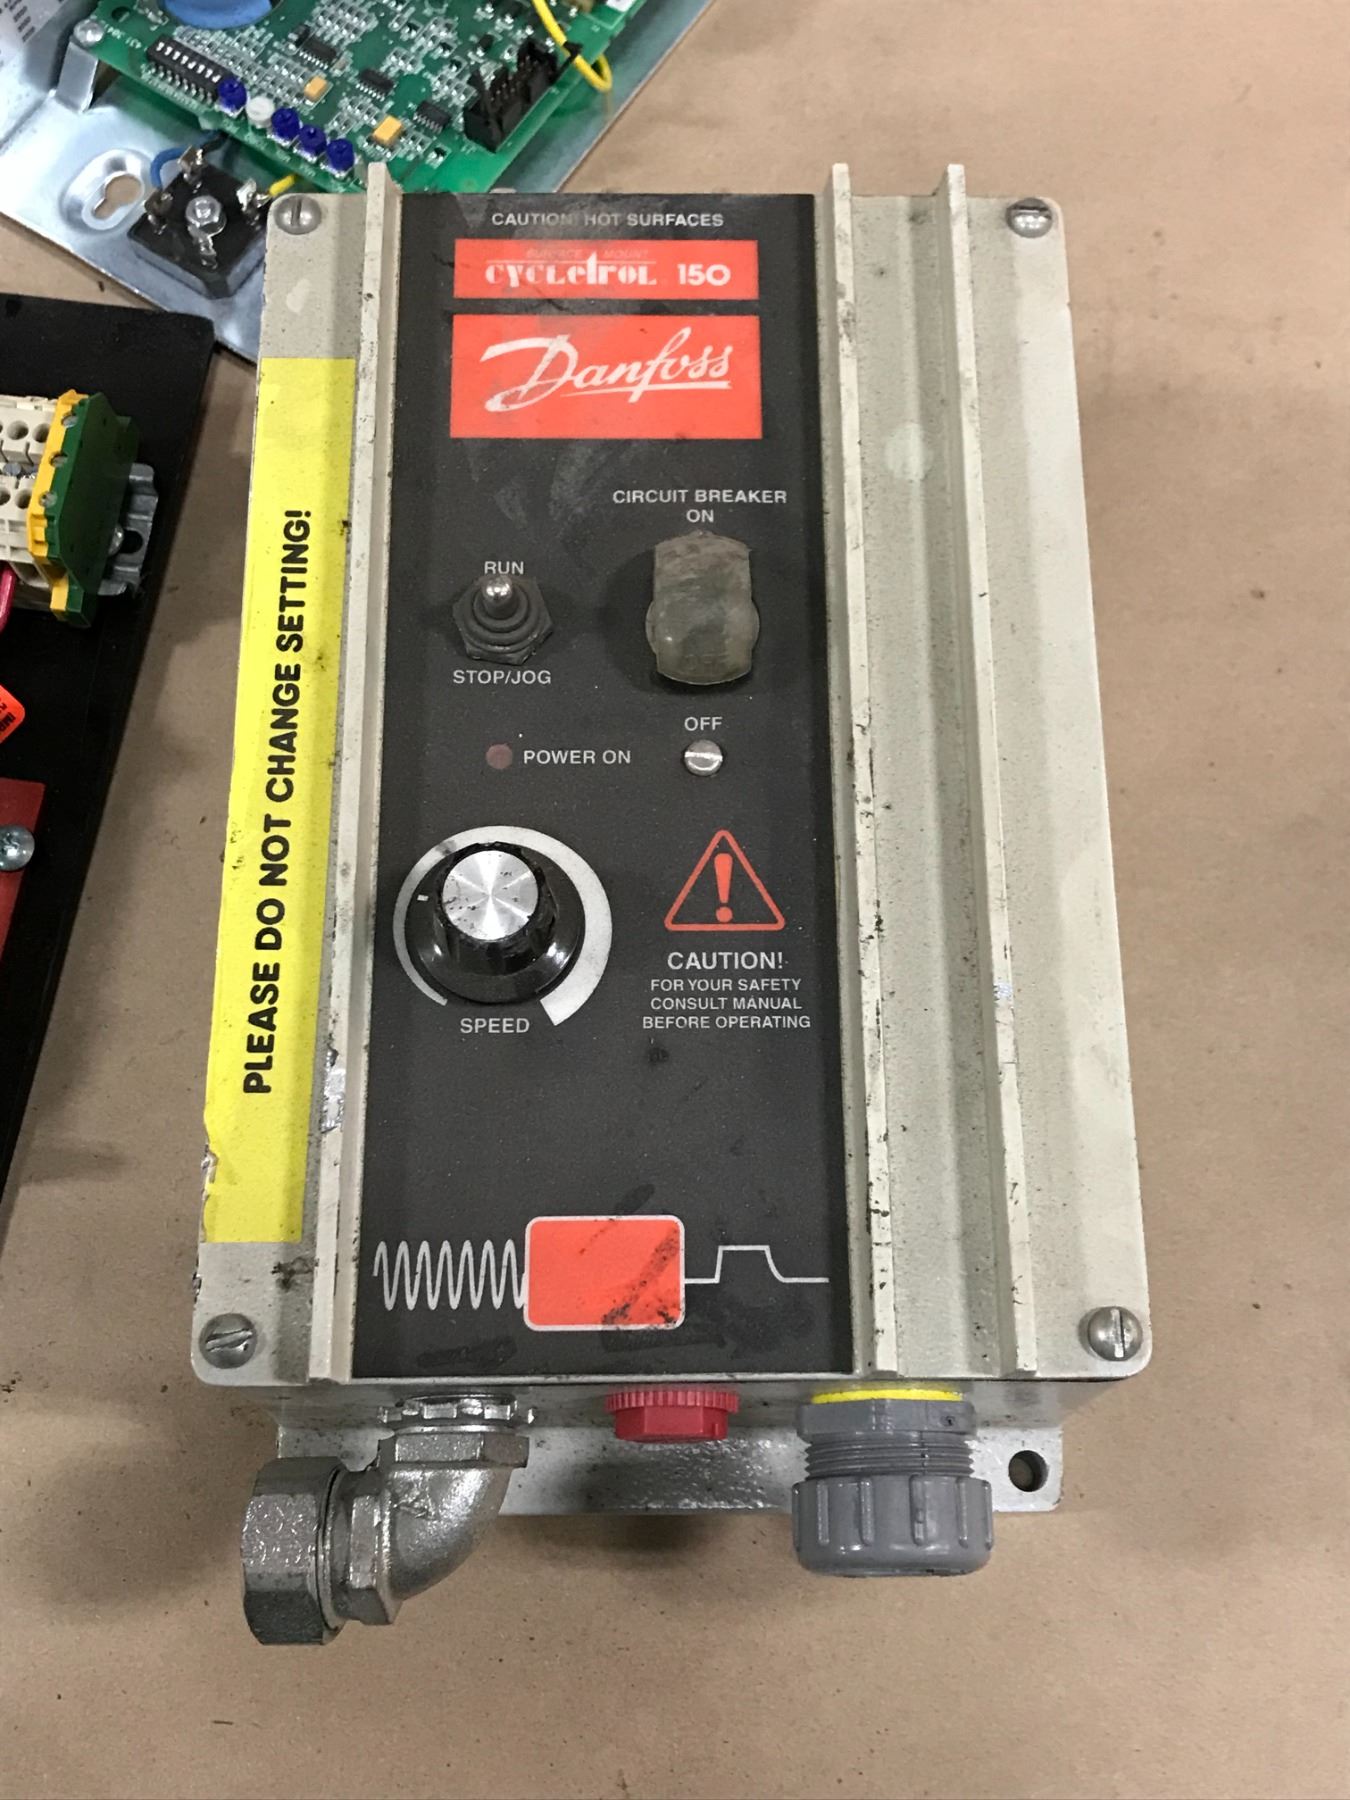 CAUTION! HOT SURFACES
SURFACE MOUNT
CYCLETROL 150
Danfoss
CIRCUIT BREAKER
ON
RUN
STOP/JOG
OFF
POWER ON
CAUTION!
FOR YOUR SAFETY
CONSULT MANUAL
BEFORE OPERATING
SPEED
PLEASE DO NOT CHANGE SETTING!